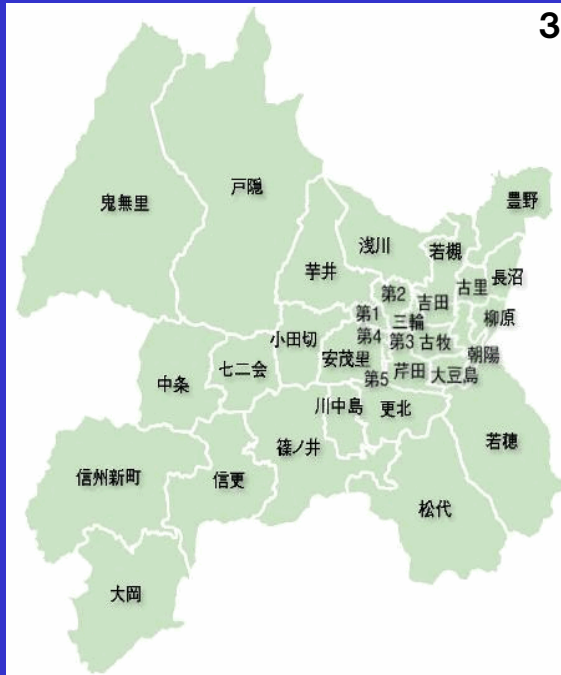 3
豊野
戸隠
鬼無里
浅川
若槻
芋井
長沼
古里
第2
吉田
第1
三輪
柳原
小田切
第4
第3
古牧
朝陽
安茂里
七二会
中条
第5
芹田
大豆島
川中島
更北
若穂
篠ノ井
信州新町
信更
松代
大岡